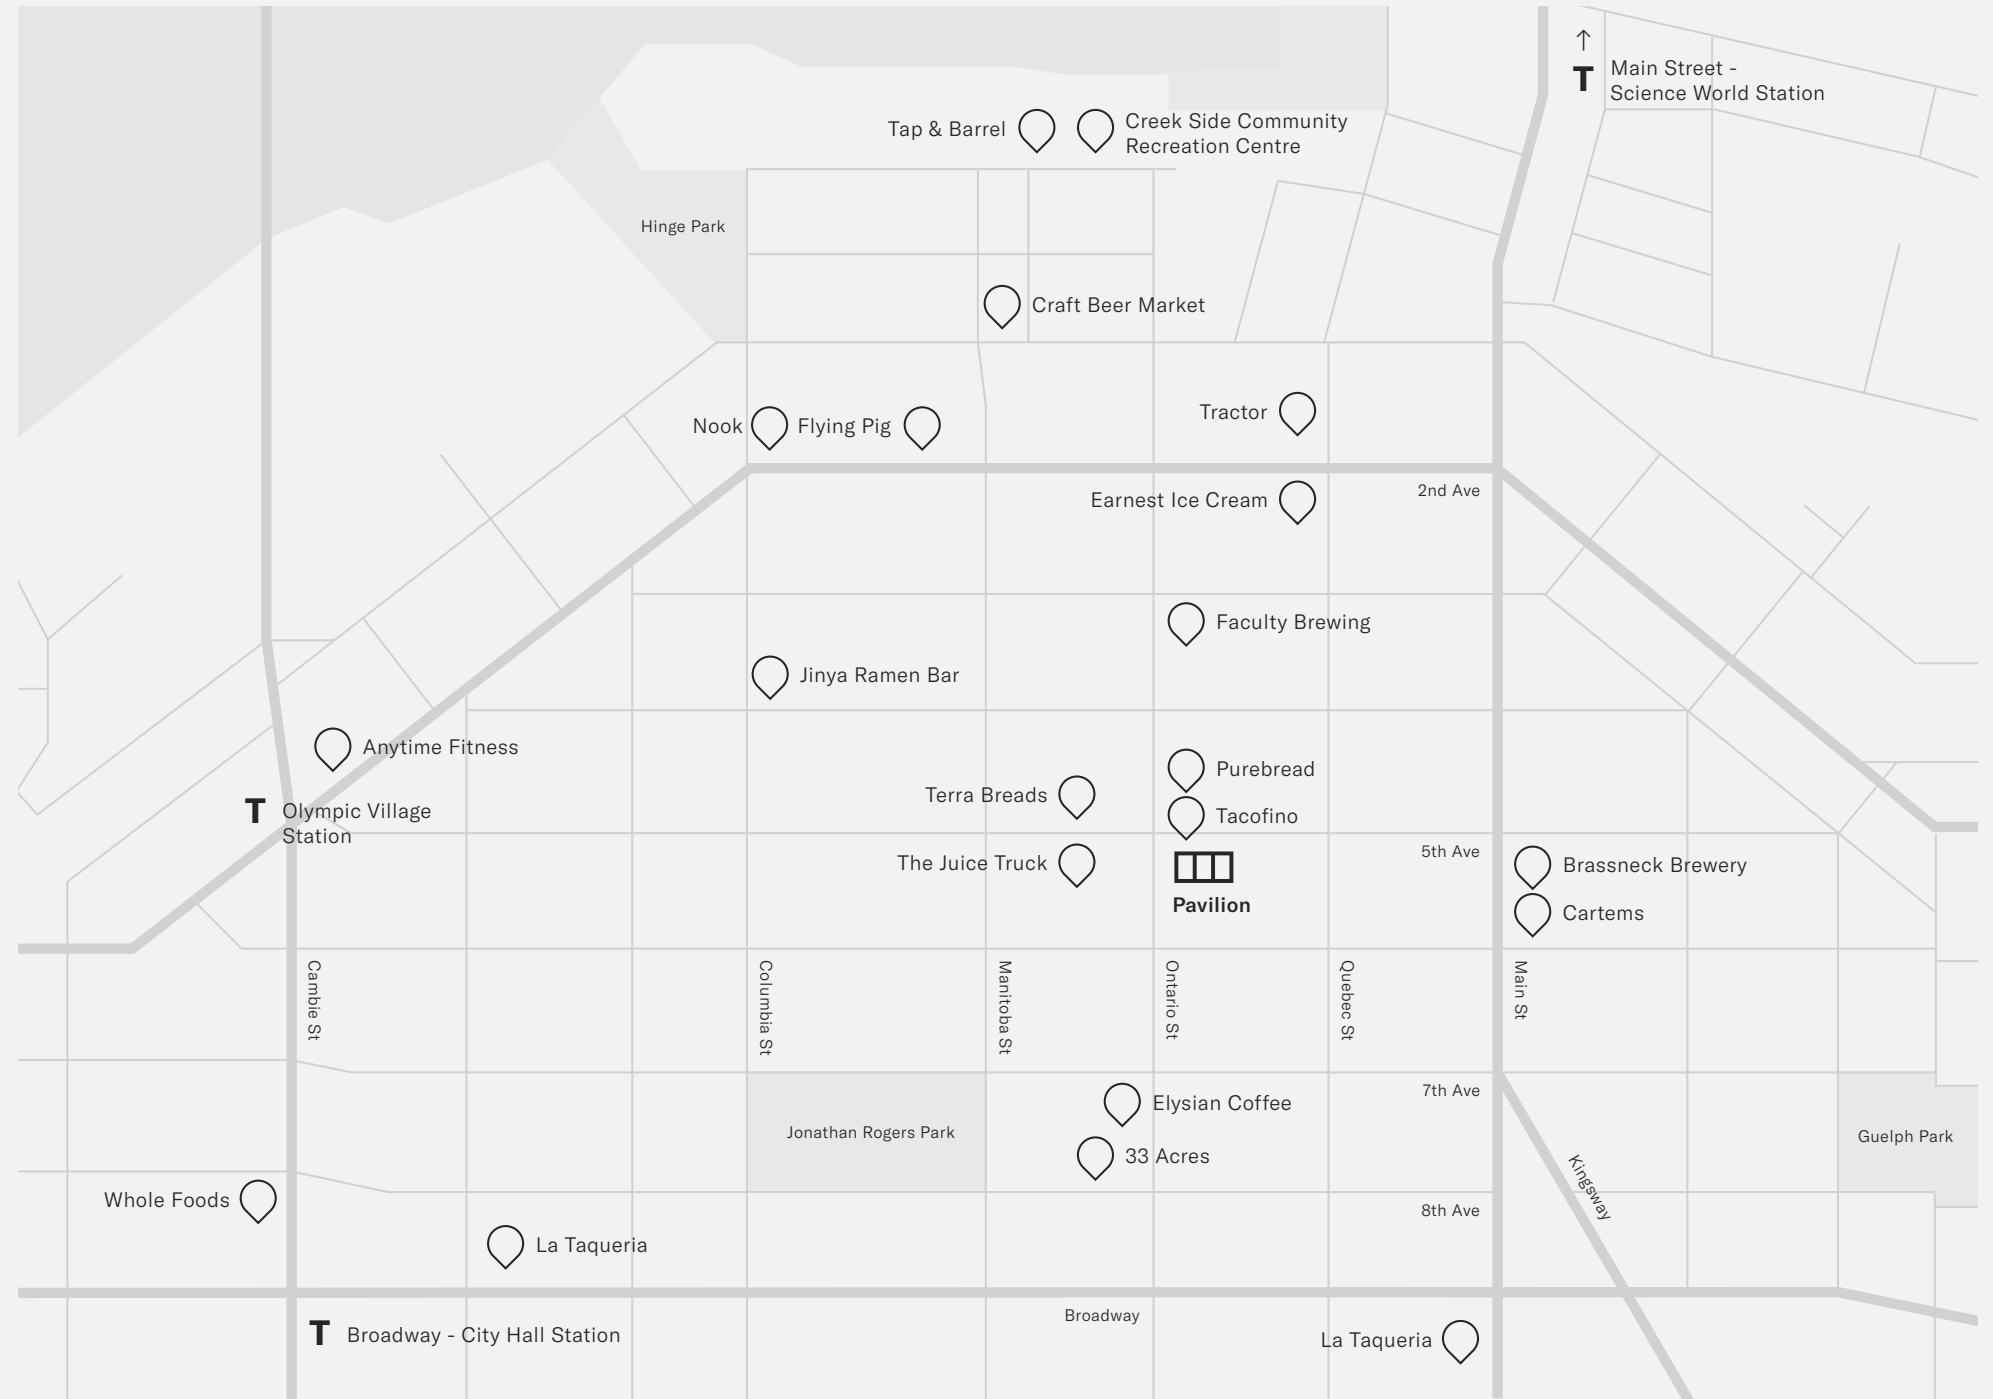 ↑
T
Main Street -
Science World Station
Tap & Barrel
Creek Side Community
Recreation Centre
Hinge Park
Craft Beer Market
Nook
Flying Pig
Tractor
Earnest Ice Cream
2nd Ave
Faculty Brewing
Jinya Ramen Bar
Anytime Fitness
T
Olympic Village
Station
Terra Breads
Purebread
Tacofino
The Juice Truck
5th Ave
Brassneck Brewery
Pavilion
Cartems
Cambie St
Columbia St
Manitoba St
Ontario St
Quebec St
Main St
7th Ave
Elysian Coffee
Jonathan Rogers Park
33 Acres
Guelph Park
Kingsway
Whole Foods
8th Ave
La Taqueria
Broadway
T
Broadway - City Hall Station
La Taqueria